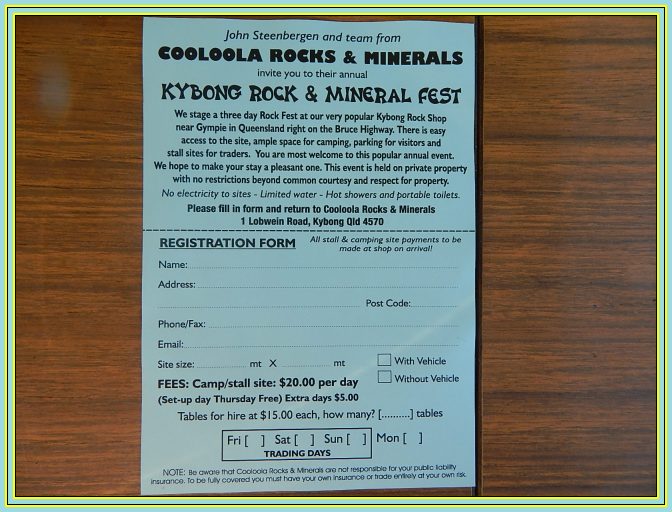 John Steenbergen and team from
COOLOOLA ROCKS & MINERALS
invite you to their annual
KYBONG ROCK & MINERAL FEST
We stage a three day Rock Fest at our very popular Kybong Rock Shop
near Gympie in Queensland right on the Bruce Highway. There is easy
access to the site, ample space for camping, parking for visitors and
stall sites for traders. You are most welcome to this popular annual event.
We hope to make your stay a pleasant one. This event is held on private property
with no restrictions beyond common courtesy and respect for property.
No electricity to sites - Limited water - Hot showers and portable toilets.
Please fill in form and return to Cooloola Rocks & Minerals
1 Lobwein Road, Kybong Qld 4570
REGISTRATION FORM
All stall & camping site payments to be
made at shop on arrival!
Name:
Address:
Post Code:
Phone/Fax:
Email:
Site size: mt X mt
With Vehicle
Without Vehicle
FEES: Camp/stall site: $20.00 per day
(Set-up day Thursday Free) Extra days $5.00
Tables for hire at $15.00 each, how many? [..........] tables
Fri [ ] Sat [ ] Sun [ ] Mon [ ]
TRADING DAYS
NOTE: Be aware that Cooloola Rocks & Minerals are not responsible for your public liability
insurance. To be fully covered you must have your own insurance or trade entirely at your own risk.